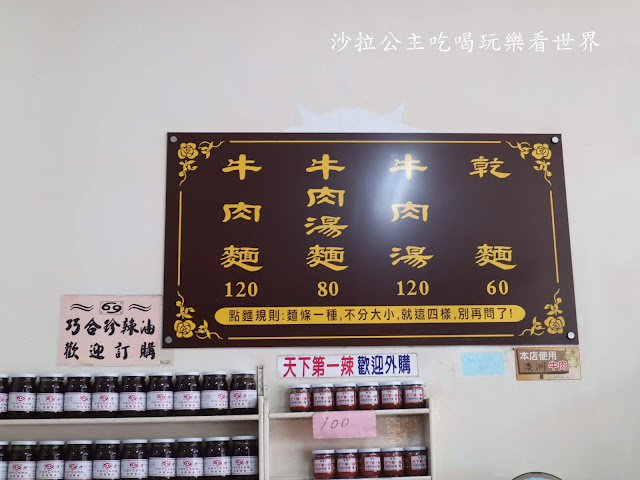 沙拉公主吃喝玩樂看世界
牛肉麵 120
牛肉湯麵 80
牛肉湯 120
乾麵 60
點麵規則:麵條一種,不分大小,就這四樣,別再問了!
69
巧合珍辣油
歡迎訂購
天下第一辣 歡迎外購
100
本店使用
澳洲牛肉